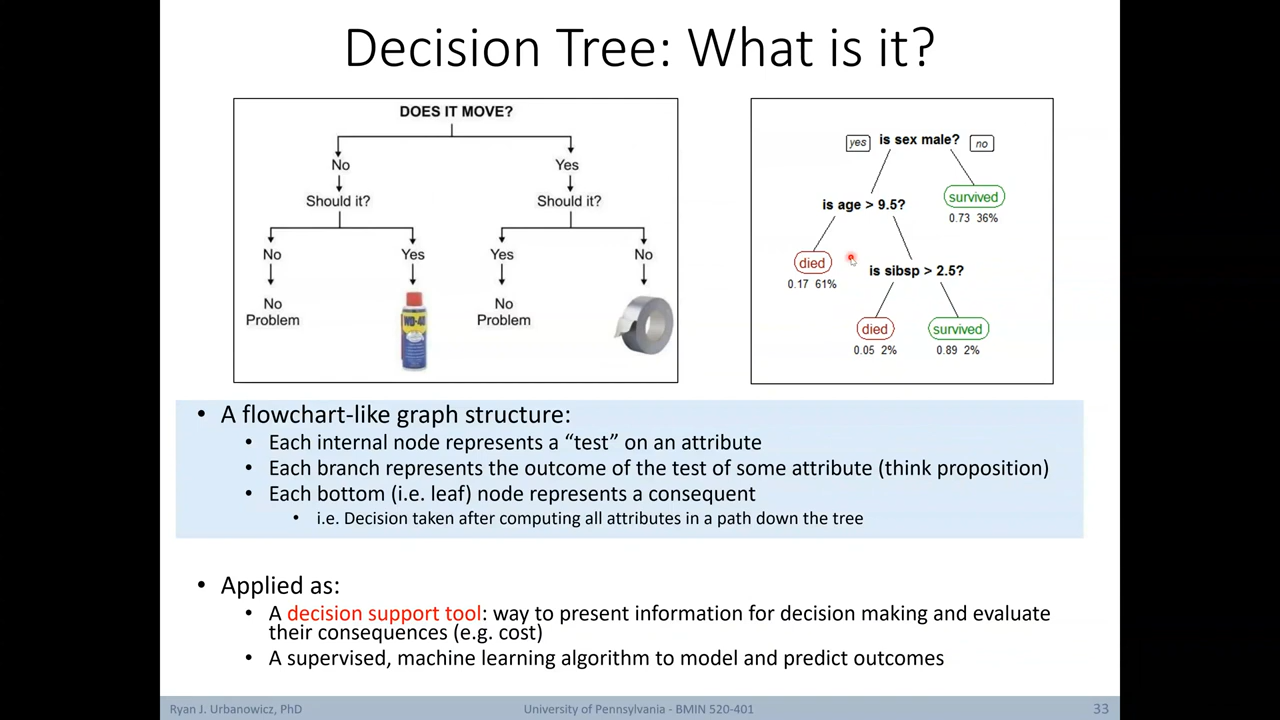 Decision Tree: What is it?
DOES IT MOVE?
No
Yes
Should it?
Should it?
No
Yes
Yes
No
No
Problem
WD-40
No
Problem
yes
is sex male?
no
is age > 9.5?
survived
0.73 36%
died
0.17 61%
is sibsp > 2.5?
died
0.05 2%
survived
0.89 2%
• A flowchart-like graph structure:
• Each internal node represents a “test” on an attribute
• Each branch represents the outcome of the test of some attribute (think proposition)
• Each bottom (i.e. leaf) node represents a consequent
• i.e. Decision taken after computing all attributes in a path down the tree
• Applied as:
• A decision support tool: way to present information for decision making and evaluate
their consequences (e.g. cost)
• A supervised, machine learning algorithm to model and predict outcomes
Ryan J. Urbanowicz, PhD
University of Pennsylvania - BMIN 520-401
33